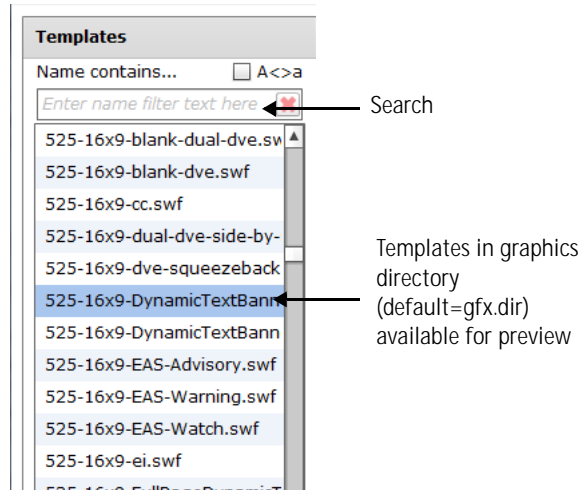 Templates
Name contains... A<>a
Enter name filter text here
Search
525-16x9-blank-dual-dve.sw
525-16x9-blank-dve.swf
525-16x9-cc.swf
525-16x9-dual-dve-side-by-
525-16x9-dve-squeezeback
525-16x9-DynamicTextBann
525-16x9-DynamicTextBann
525-16x9-EAS-Advisory.swf
525-16x9-EAS-Warning.swf
525-16x9-EAS-Watch.swf
525-16x9-ei.swf
525-16x9-FullPageDynamicT
Templates in graphics
directory
(default=gfx.dir)
available for preview